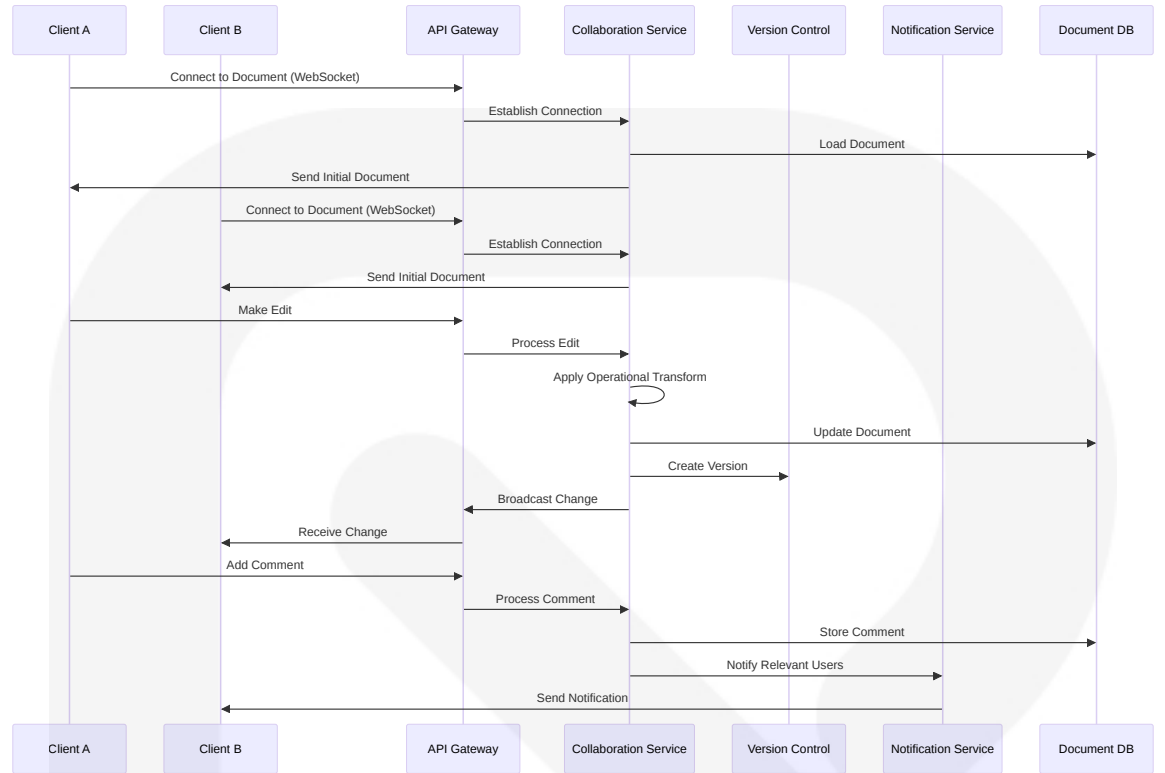 Client A
Client B
API Gateway
Collaboration Service
Version Control
Notification Service
Document DB
Connect to Document (WebSocket)
Establish Connection
Load Document
Send Initial Document
Connect to Document (WebSocket)
Establish Connection
Send Initial Document
Make Edit
Process Edit
Apply Operational Transform
Update Document
Create Version
Broadcast Change
Receive Change
Add Comment
Process Comment
Store Comment
Notify Relevant Users
Send Notification
Client A
Client B
API Gateway
Collaboration Service
Version Control
Notification Service
Document DB